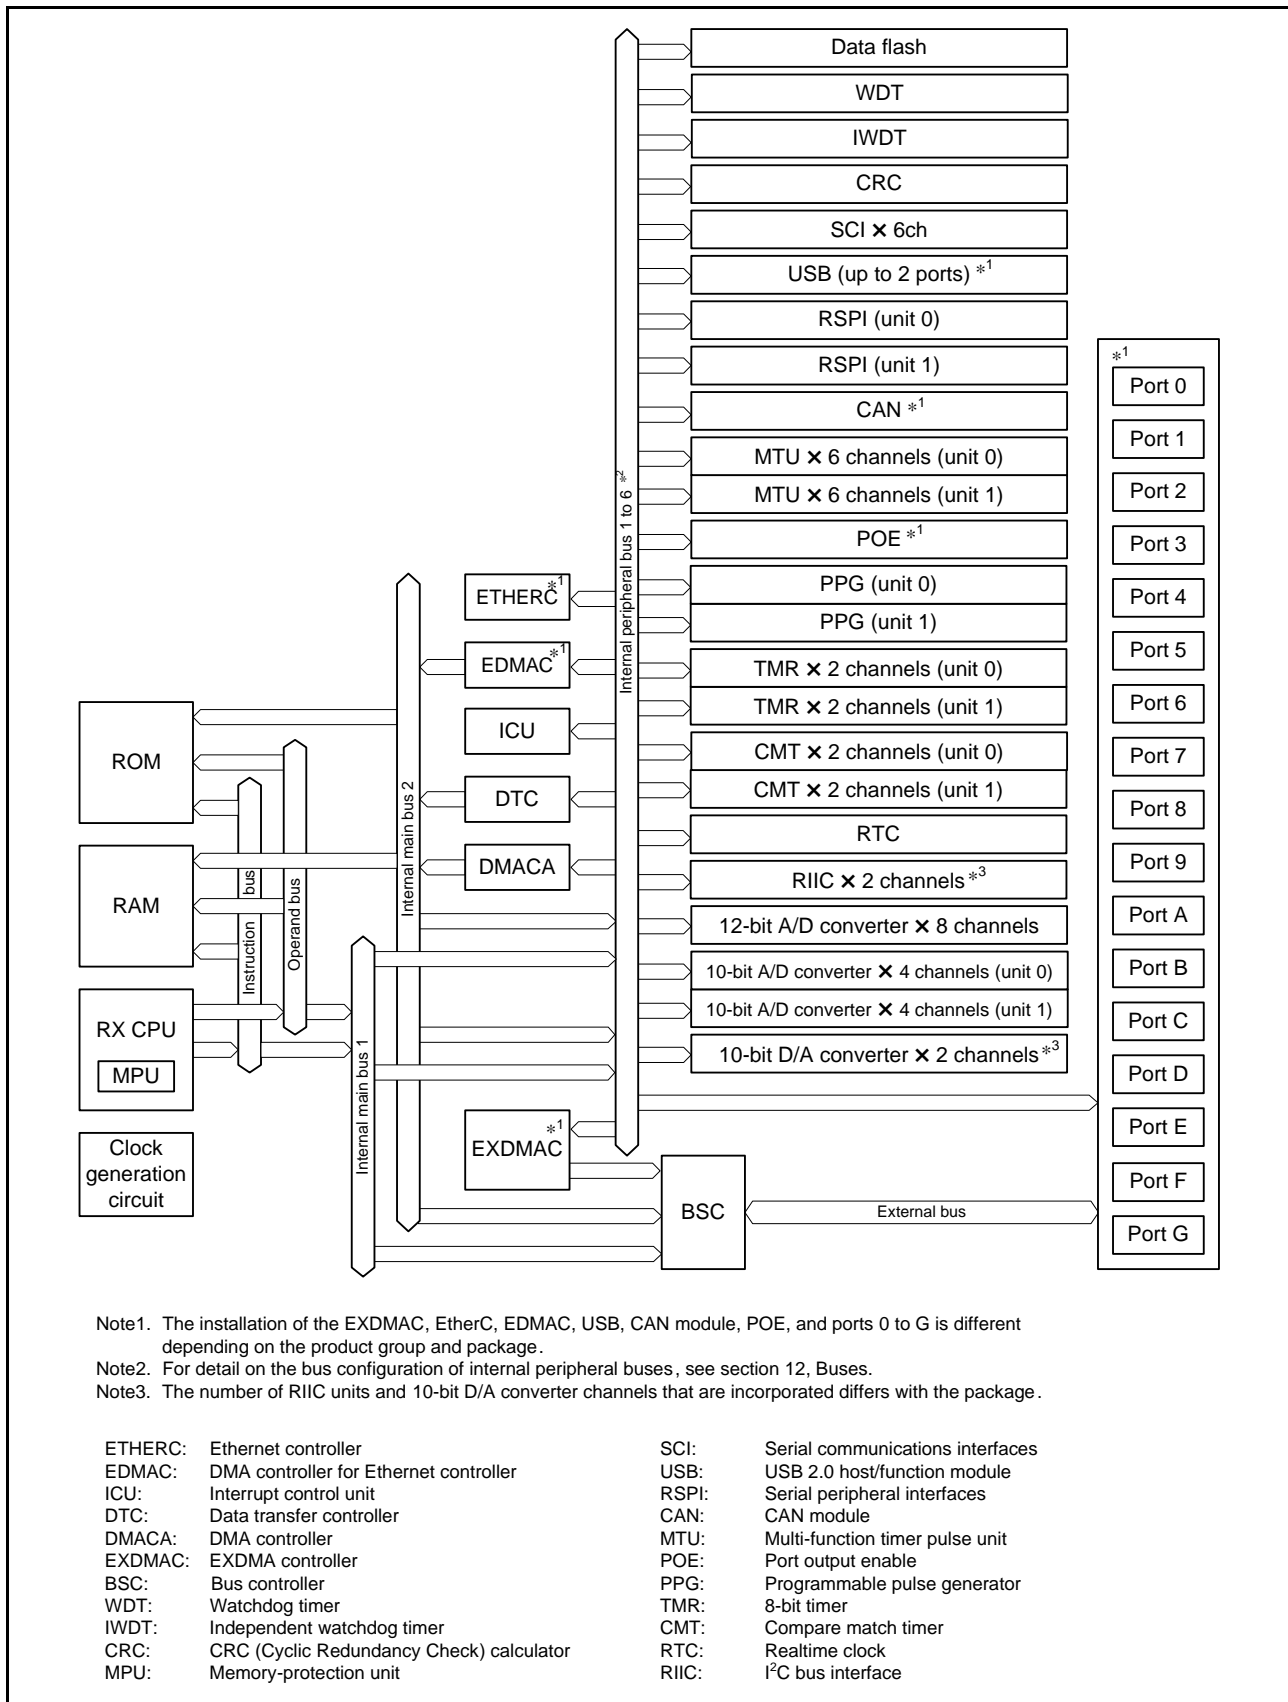 Data flash
WDT
IWDT
CRC
SCI × 6ch
USB (up to 2 ports) *1
RSPI (unit 0)
RSPI (unit 1)
CAN *1
MTU × 6 channels (unit 0)
MTU × 6 channels (unit 1)
POE *1
PPG (unit 0)
PPG (unit 1)
TMR × 2 channels (unit 0)
TMR × 2 channels (unit 1)
CMT × 2 channels (unit 0)
CMT × 2 channels (unit 1)
RTC
RIIC × 2 channels *3
12-bit A/D converter × 8 channels
10-bit A/D converter × 4 channels (unit 0)
10-bit A/D converter × 4 channels (unit 1)
10-bit D/A converter × 2 channels *3
*1
Port 0
Port 1
Port 2
Port 3
Port 4
Port 5
Port 6
Port 7
Port 8
Port 9
Port A
Port B
Port C
Port D
Port E
Port F
Port G
Internal peripheral bus 1 to 6 *2
ETHERC *1
EDMAC *1
ICU
DTC
DMACA
EXDMAC *1
BSC
External bus
Internal main bus 2
Internal main bus 1
Operand bus
Instruction bus
ROM
RAM
RX CPU
MPU
Clock
generation
circuit
Note1. The installation of the EXDMAC, EtherC, EDMAC, USB, CAN module, POE, and ports 0 to G is different
depending on the product group and package.
Note2. For detail on the bus configuration of internal peripheral buses, see section 12, Buses.
Note3. The number of RIIC units and 10-bit D/A converter channels that are incorporated differs with the package.
ETHERC: Ethernet controller
EDMAC: DMA controller for Ethernet controller
ICU: Interrupt control unit
DTC: Data transfer controller
DMACA: DMA controller
EXDMAC: EXDMA controller
BSC: Bus controller
WDT: Watchdog timer
IWDT: Independent watchdog timer
CRC: CRC (Cyclic Redundancy Check) calculator
MPU: Memory-protection unit
SCI: Serial communications interfaces
USB: USB 2.0 host/function module
RSPI: Serial peripheral interfaces
CAN: CAN module
MTU: Multi-function timer pulse unit
POE: Port output enable
PPG: Programmable pulse generator
TMR: 8-bit timer
CMT: Compare match timer
RTC: Realtime clock
RIIC: I2C bus interface